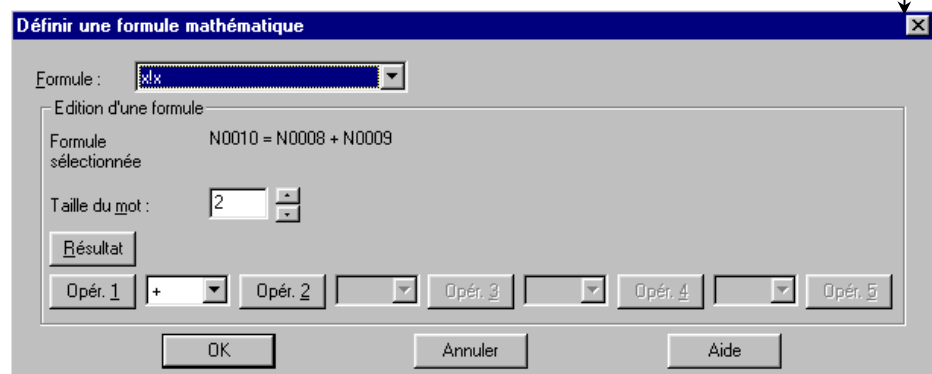 Définir une formule mathématique
Formule : x!x
Edition d'une formule
Formule sélectionnée N0010 = N0008 + N0009
Taille du mot : 2
Résultat
Opér. 1 + Opér. 2 Opér. 3 Opér. 4 Opér. 5
OK Annuler Aide